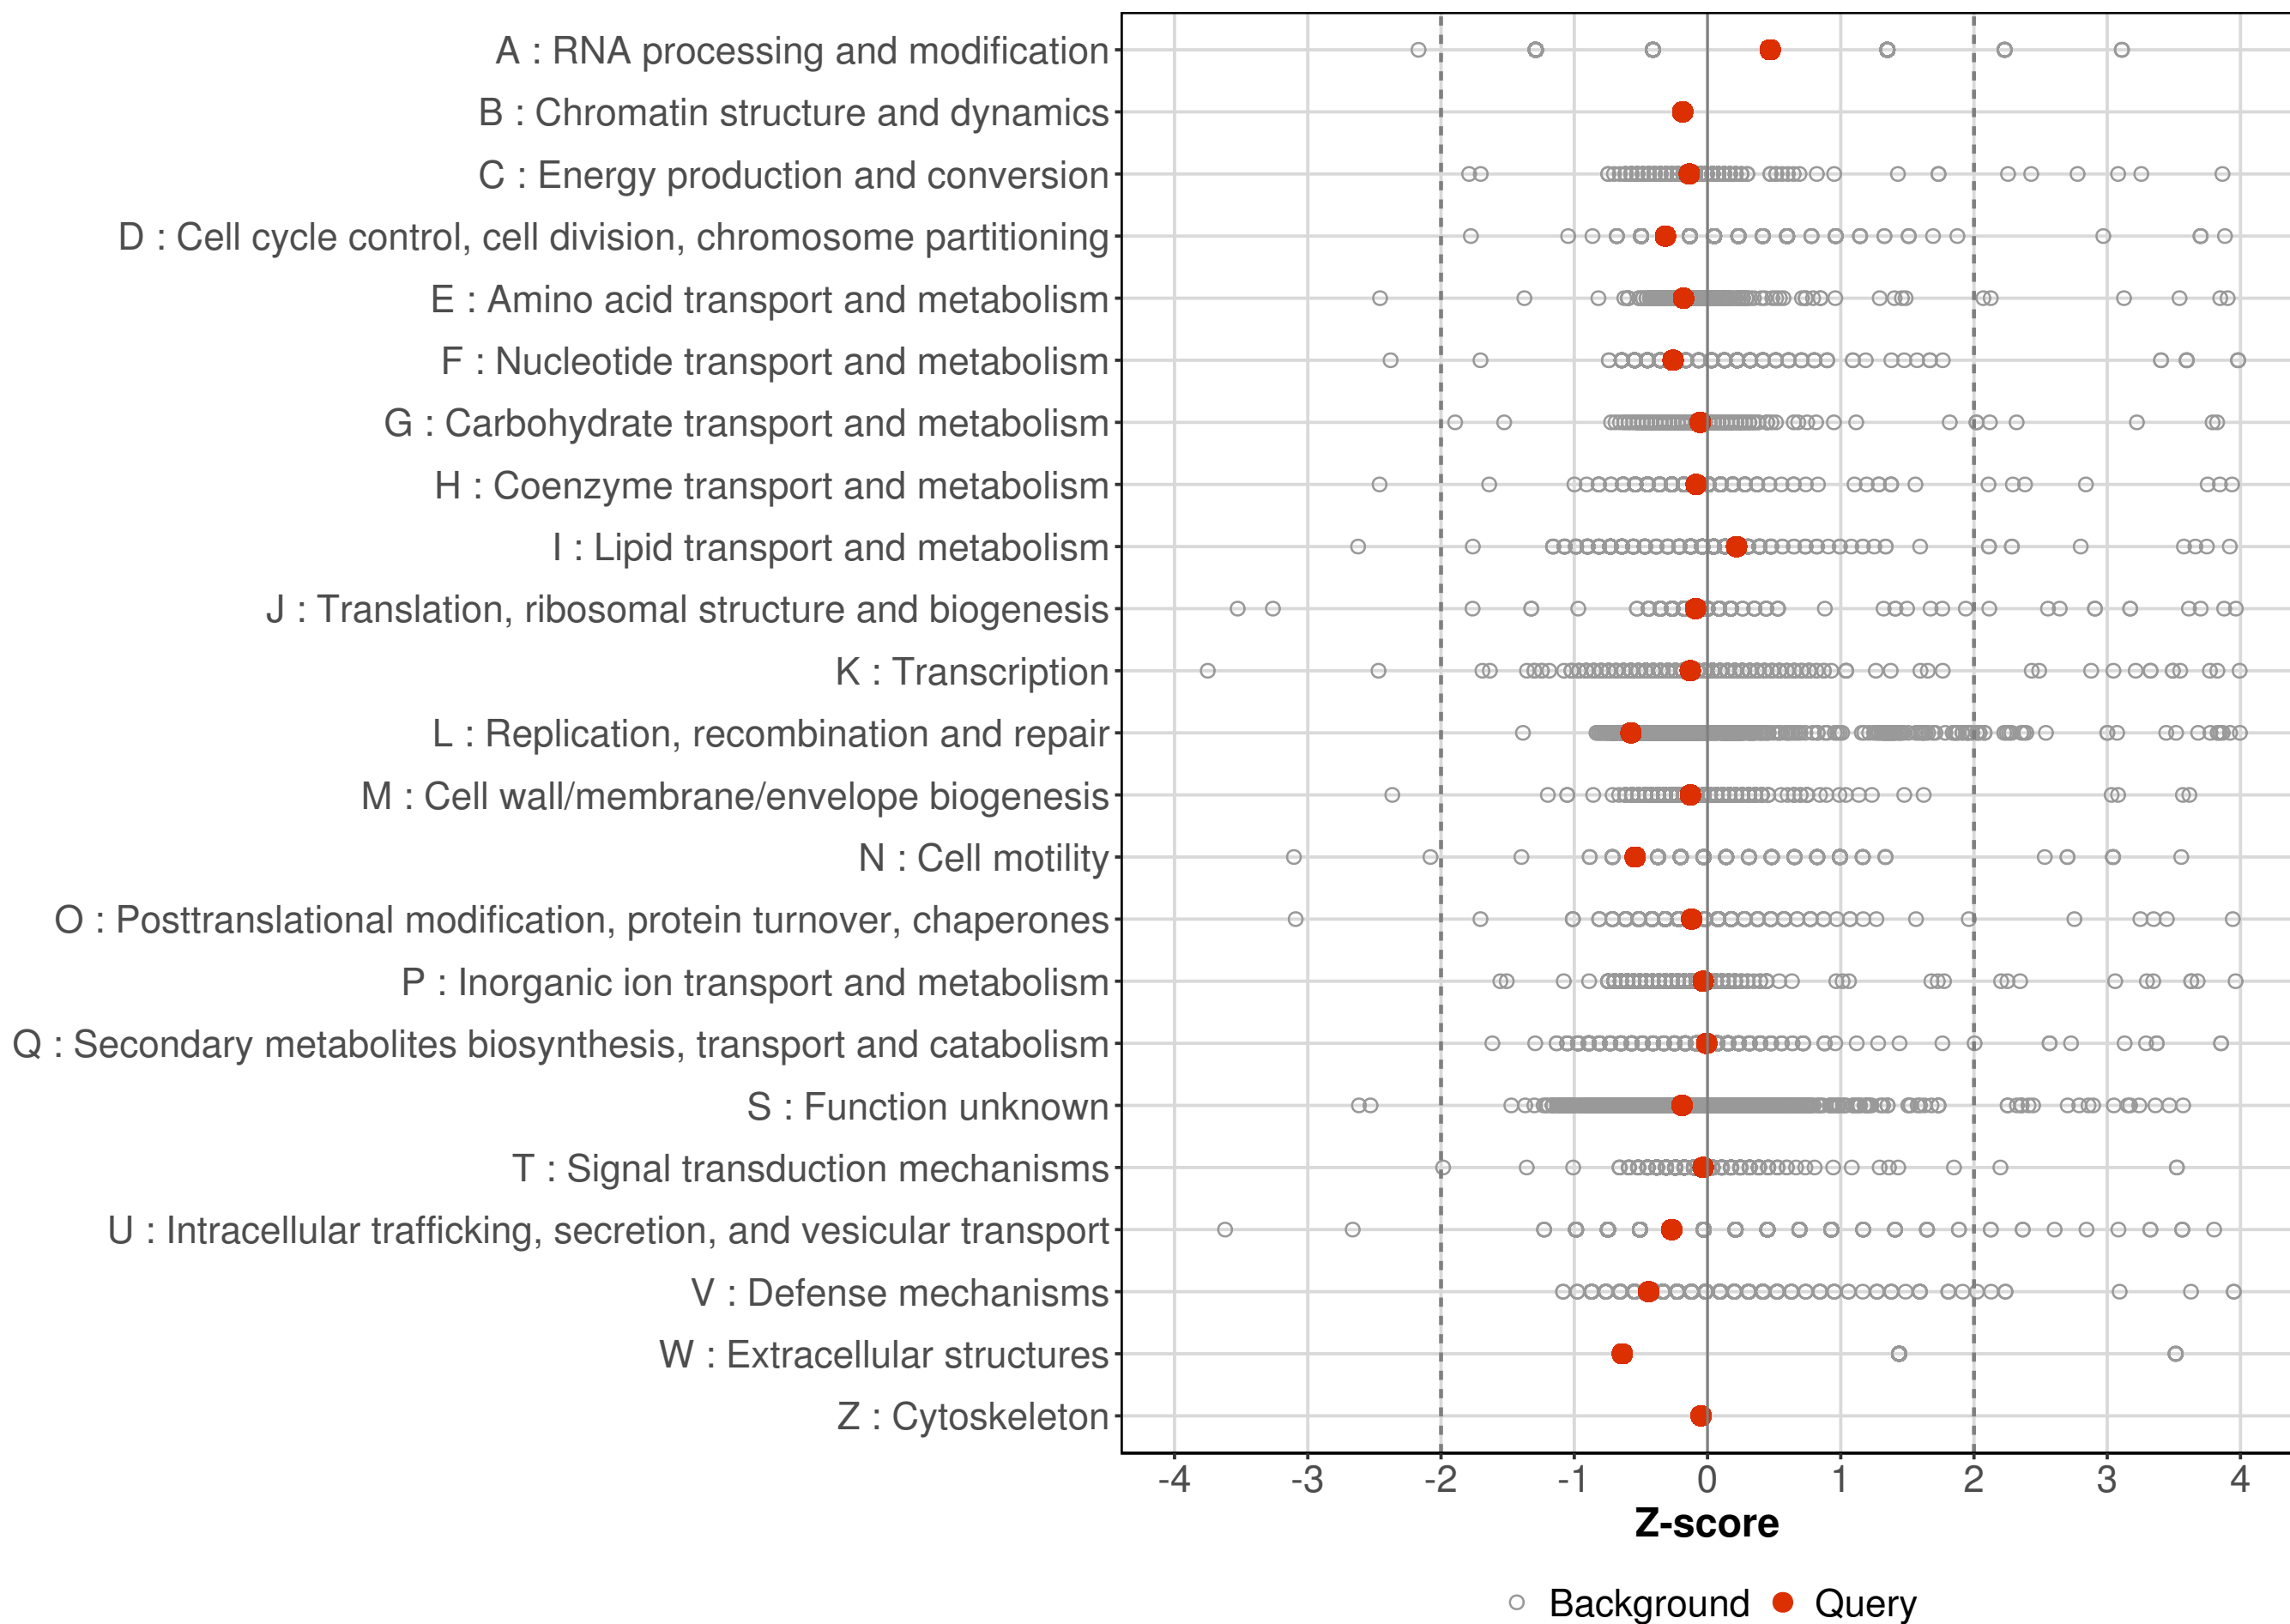 A : RNA processing and modification
B : Chromatin structure and dynamics
C : Energy production and conversion
D : Cell cycle control, cell division, chromosome partitioning
E : Amino acid transport and metabolism
F : Nucleotide transport and metabolism
G : Carbohydrate transport and metabolism
H : Coenzyme transport and metabolism
I : Lipid transport and metabolism
J : Translation, ribosomal structure and biogenesis
K : Transcription
L : Replication, recombination and repair
M : Cell wall/membrane/envelope biogenesis
N : Cell motility
O : Posttranslational modification, protein turnover, chaperones
P : Inorganic ion transport and metabolism
Q : Secondary metabolites biosynthesis, transport and catabolism
S : Function unknown
T : Signal transduction mechanisms
U : Intracellular trafficking, secretion, and vesicular transport
V : Defense mechanisms
W : Extracellular structures
Z : Cytoskeleton
-4 -3 -2 -1 0 1 2 3 4
Z-score
Background Query